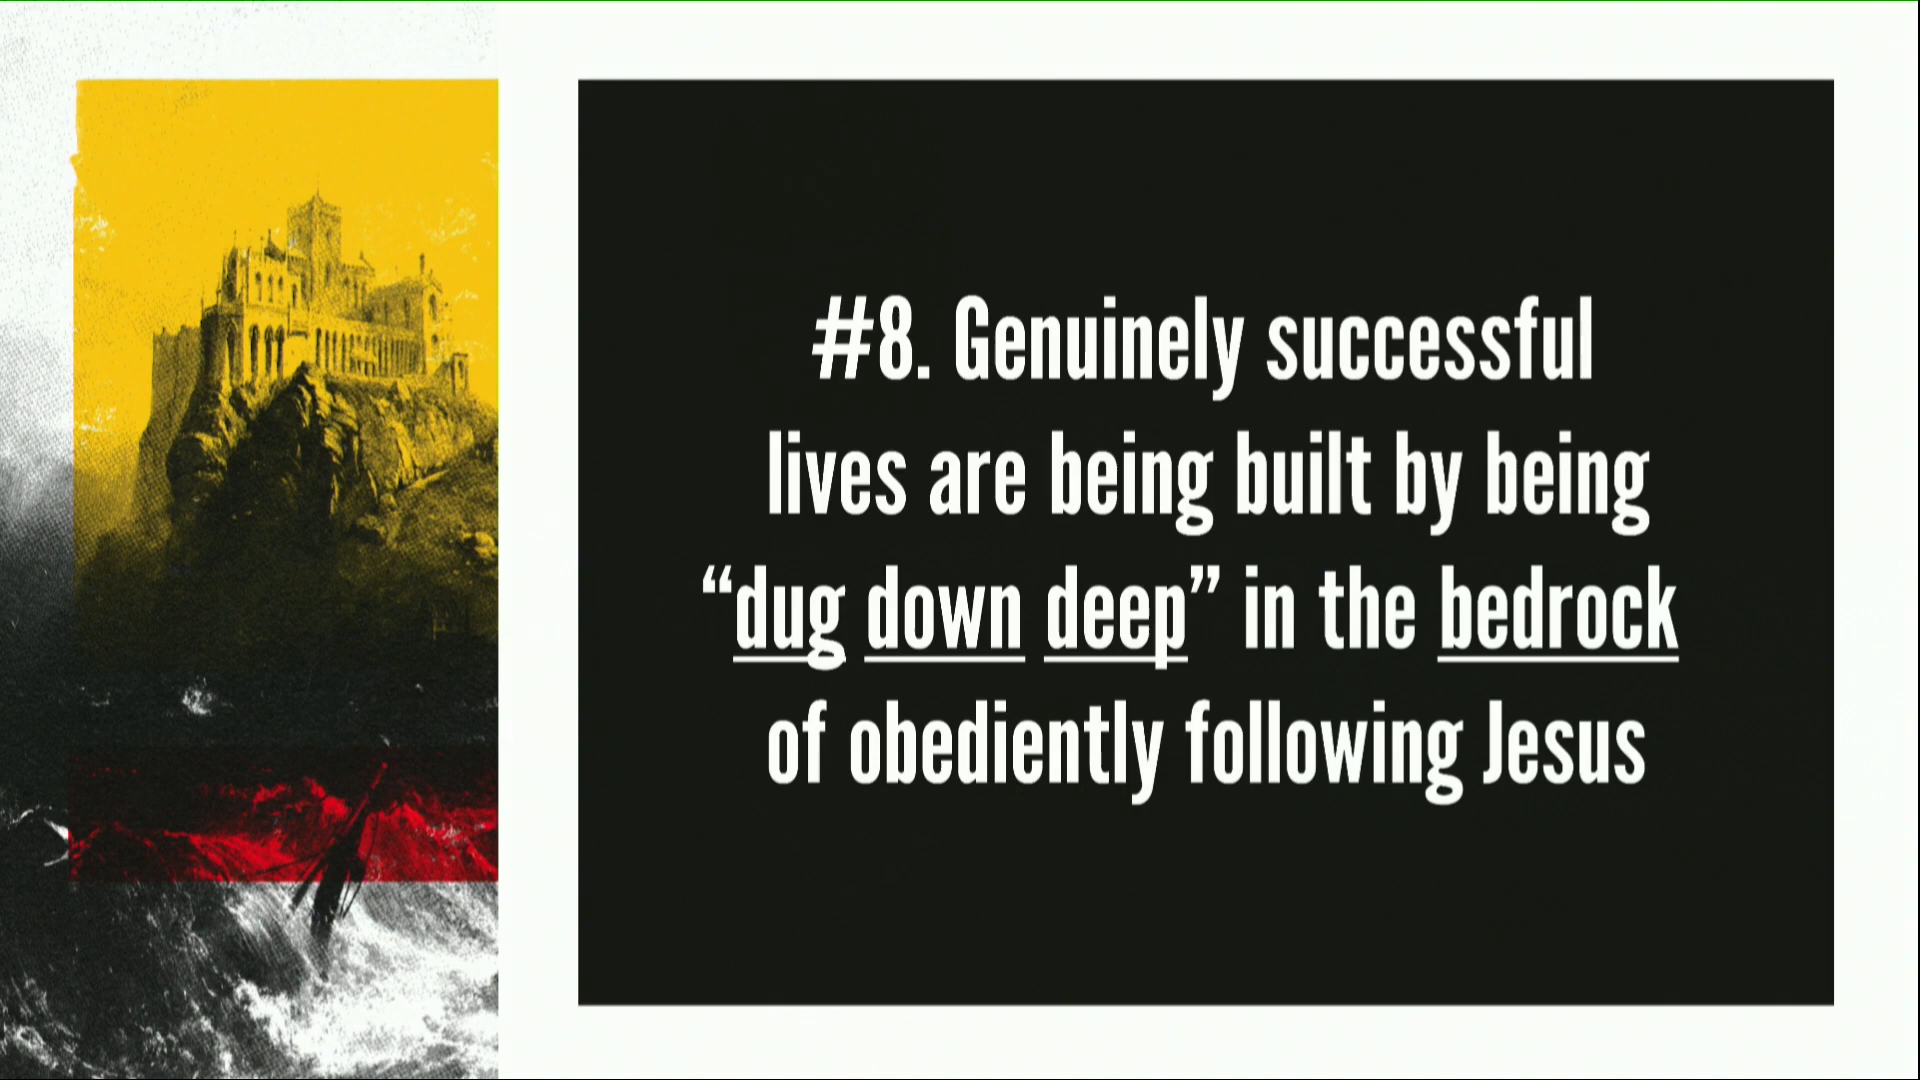 #8. Genuinely successful
lives are being built by being
“dug down deep” in the bedrock
of obediently following Jesus